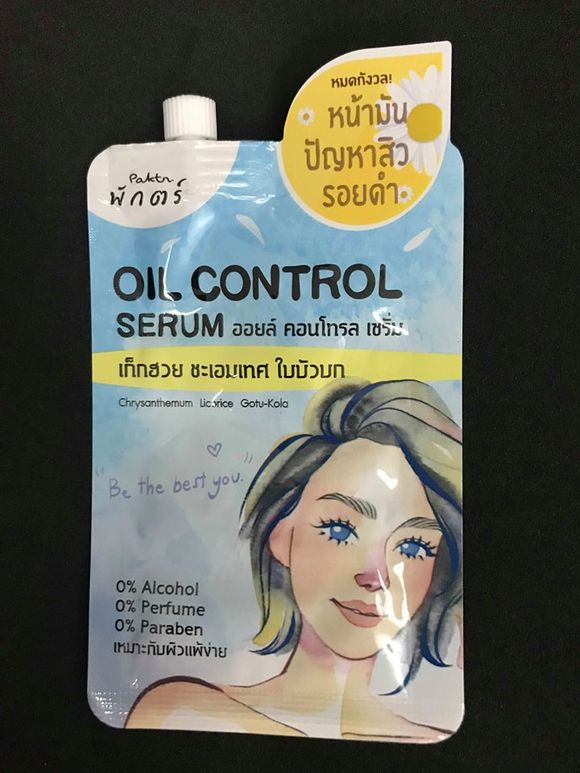 หมดกังวล!
หน้ามัน
ปัญหาสิว
รอยดำ
Paktr
พักตร์
OIL CONTROL
SERUM ออยล์ คอนโทรล เซรั่ม
เก็กฮวย ชะเอมเทศ ใบบัวบก
Chrysanthemum Licorice Gotu-Kola
"Be the best you."
0% Alcohol
0% Perfume
0% Paraben
เหมาะกับผิวแพ้ง่าย